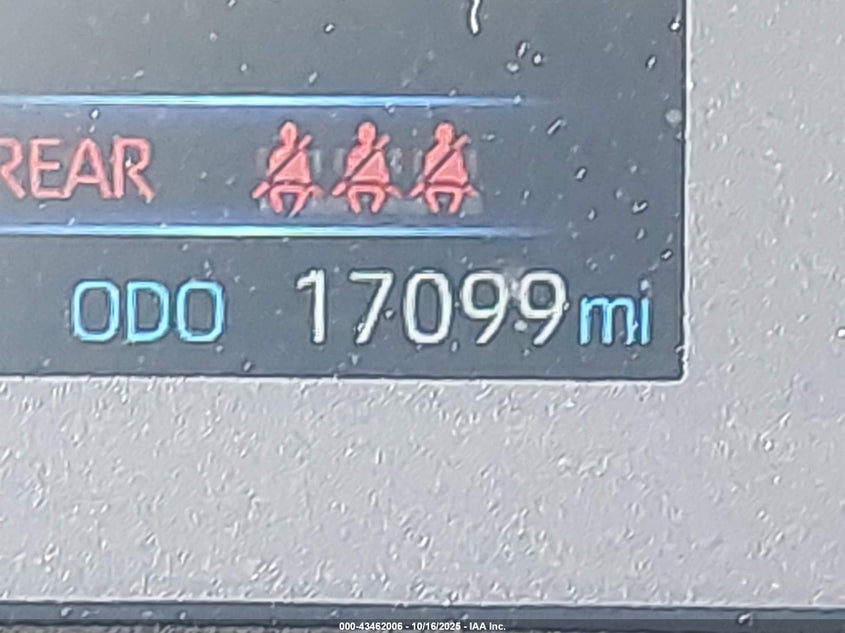 REAR
ODO 17099 mi
000-43462006 - 10/16/2025 - IAA Inc.